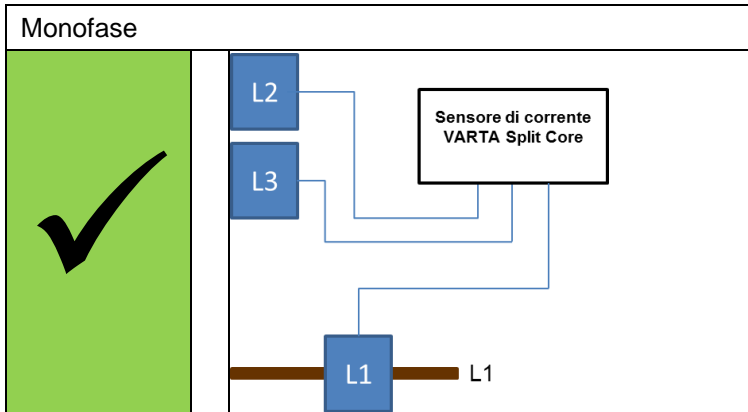 Monofase
L2
Sensore di corrente
VARTA Split Core
L3
L1
L1